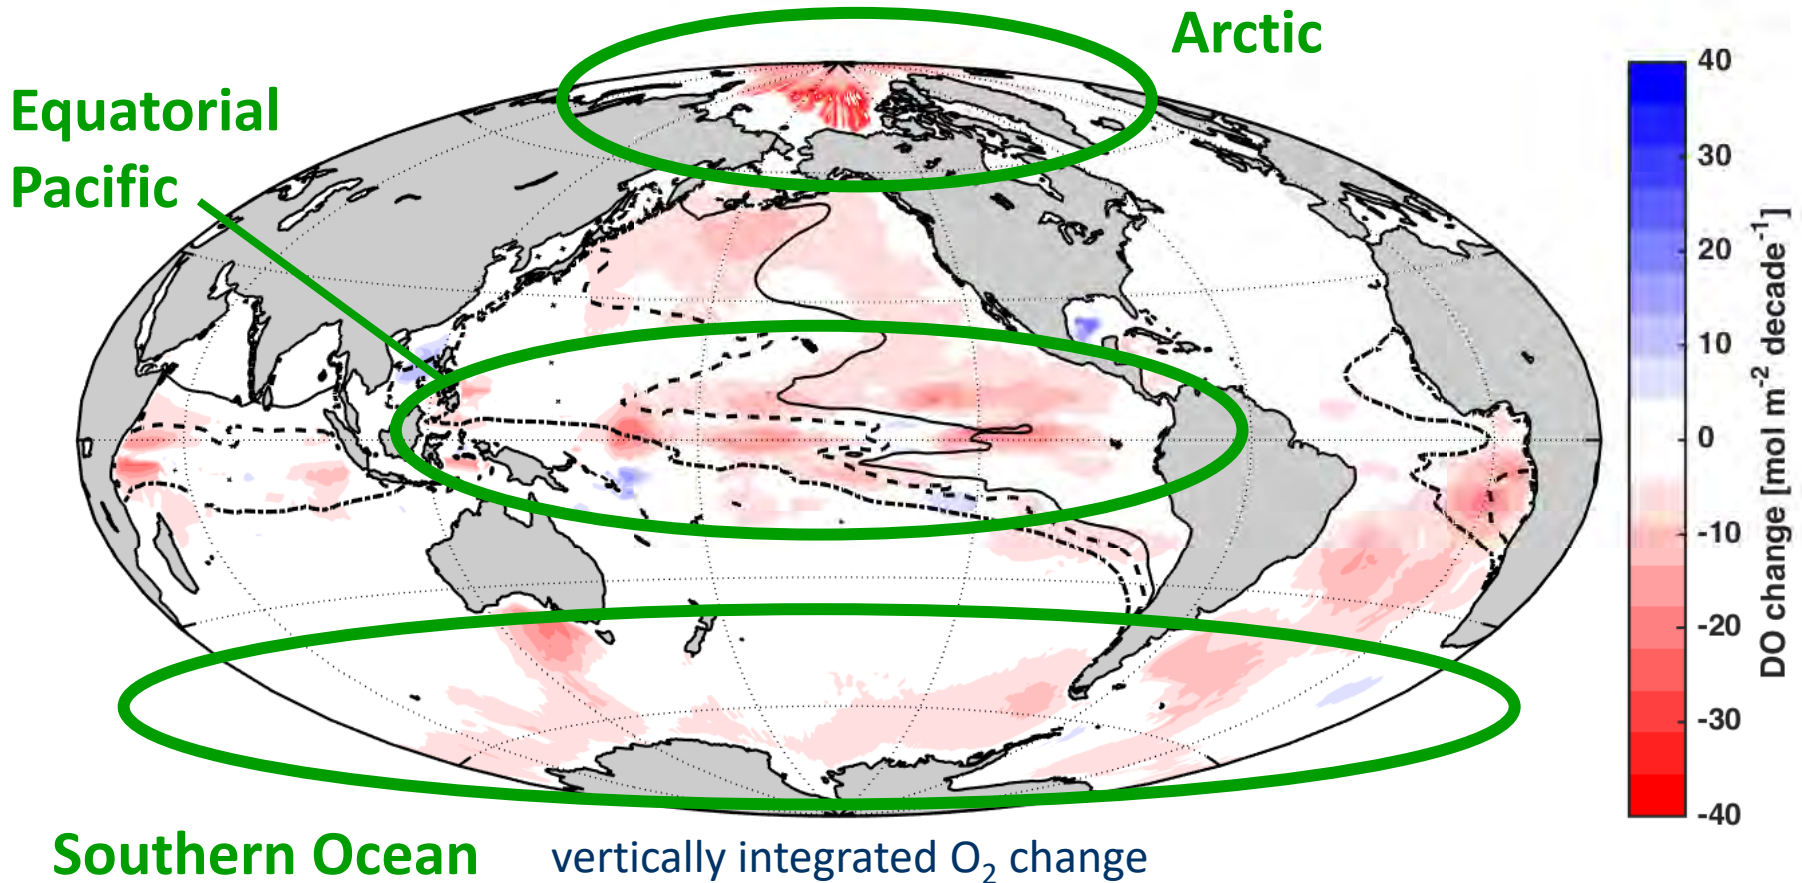 Arctic
Equatorial
Pacific
40
30
20
10
0
-10
-20
-30
-40
DO change [mol m⁻² decade⁻¹]
Southern Ocean
vertically integrated O₂ change